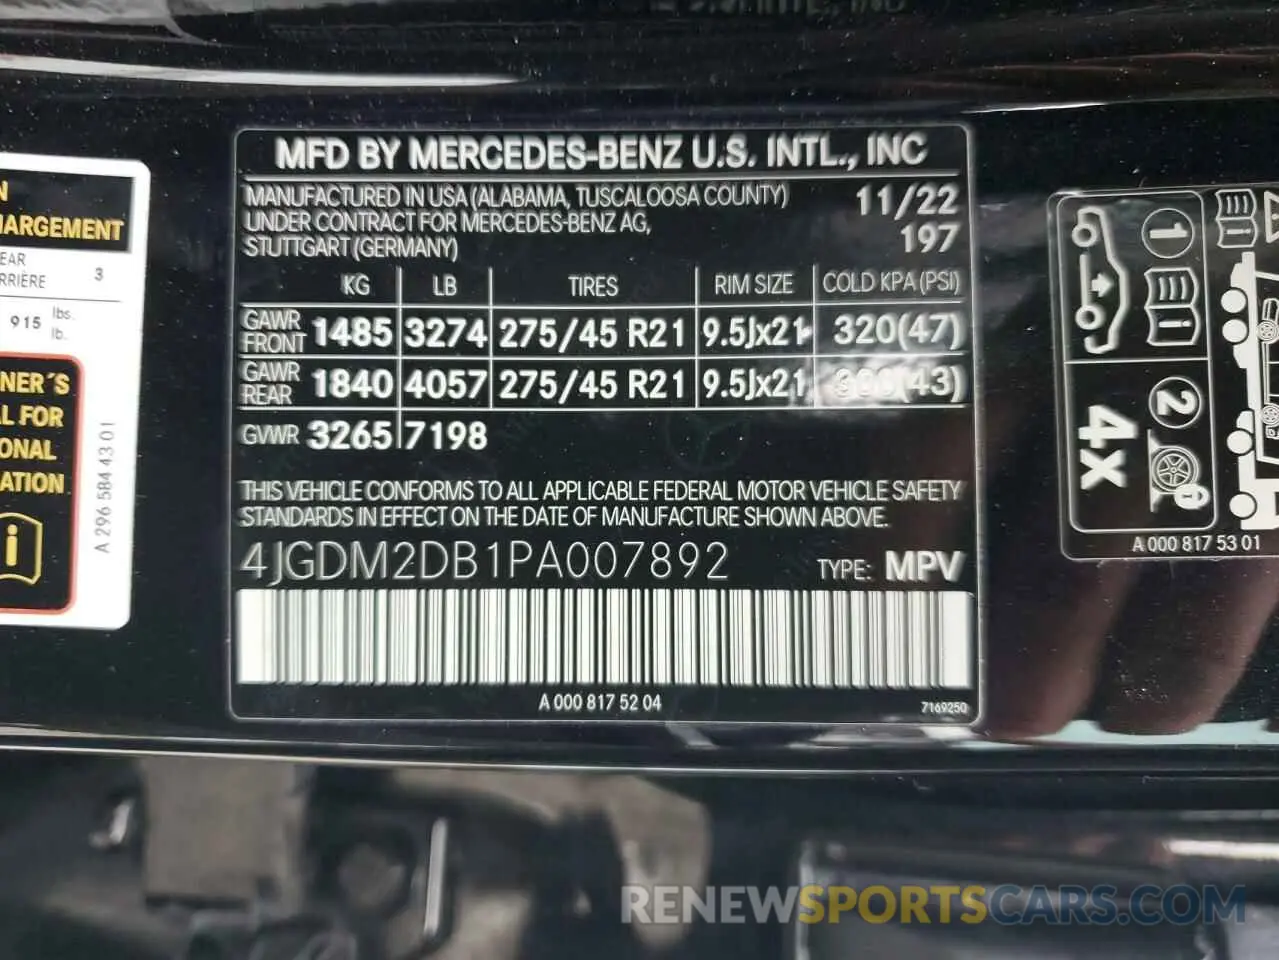 MFD BY MERCEDES-BENZ U.S. INTL., INC
MANUFACTURED IN USA (ALABAMA, TUSCALOOSA COUNTY) 11/22
UNDER CONTRACT FOR MERCEDES-BENZ AG, 197
STUTTGART (GERMANY)
KG LB TIRES RIM SIZE COLD KPA (PSI)
GAWR FRONT 1485 3274 275/45 R21 9.5Jx21 320(47)
GAWR REAR 1840 4057 275/45 R21 9.5Jx21 (43)
GVWR 3265 7198
THIS VEHICLE CONFORMS TO ALL APPLICABLE FEDERAL MOTOR VEHICLE SAFETY
STANDARDS IN EFFECT ON THE DATE OF MANUFACTURE SHOWN ABOVE.
4JGDM2DB1PA007892 TYPE: MPV
A 000 817 52 04
7169250
N
HARGEMENT
EAR
RRIÈRE 3
915 lbs.
lb.
NER´S
AL FOR
ONAL
ATION
i
A 296 584 43 01
1
2
4x
A 000 817 53 01
RENEWSPORTSCARS.COM